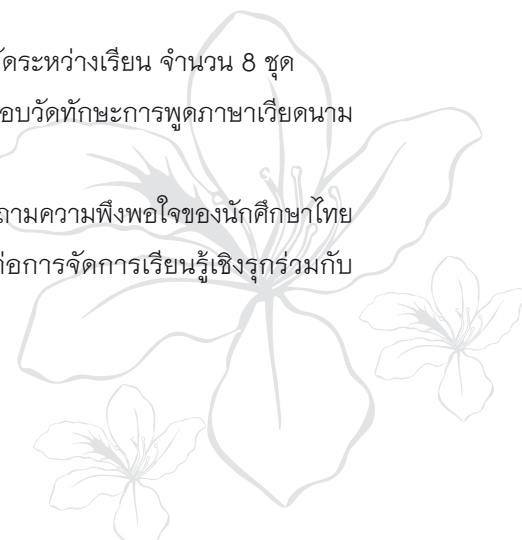 ัดระหว่างเรียน จำนวน 8 ชุด
อบวัดทักษะการพูดภาษาเวียดนาม
ถามความพึงพอใจของนักศึกษาไทย
ต่อการจัดการเรียนรู้เชิงรุกร่วมกับ